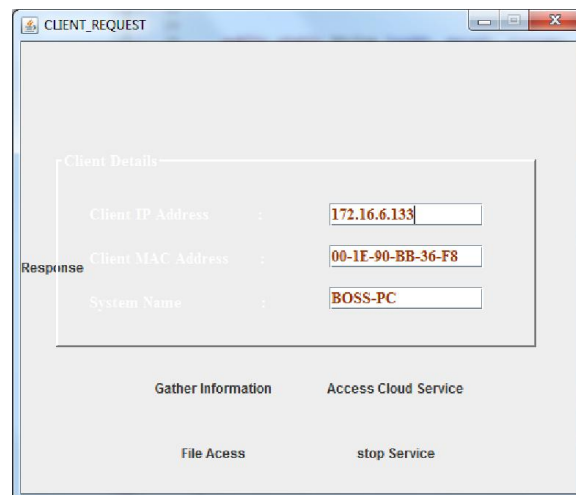 CLIENT_REQUEST
Client Details
Client IP Address : 172.16.6.133
Client MAC Address : 00-1E-90-BB-36-F8
Response
System Name : BOSS-PC
Gather Information Access Cloud Service
File Acess stop Service